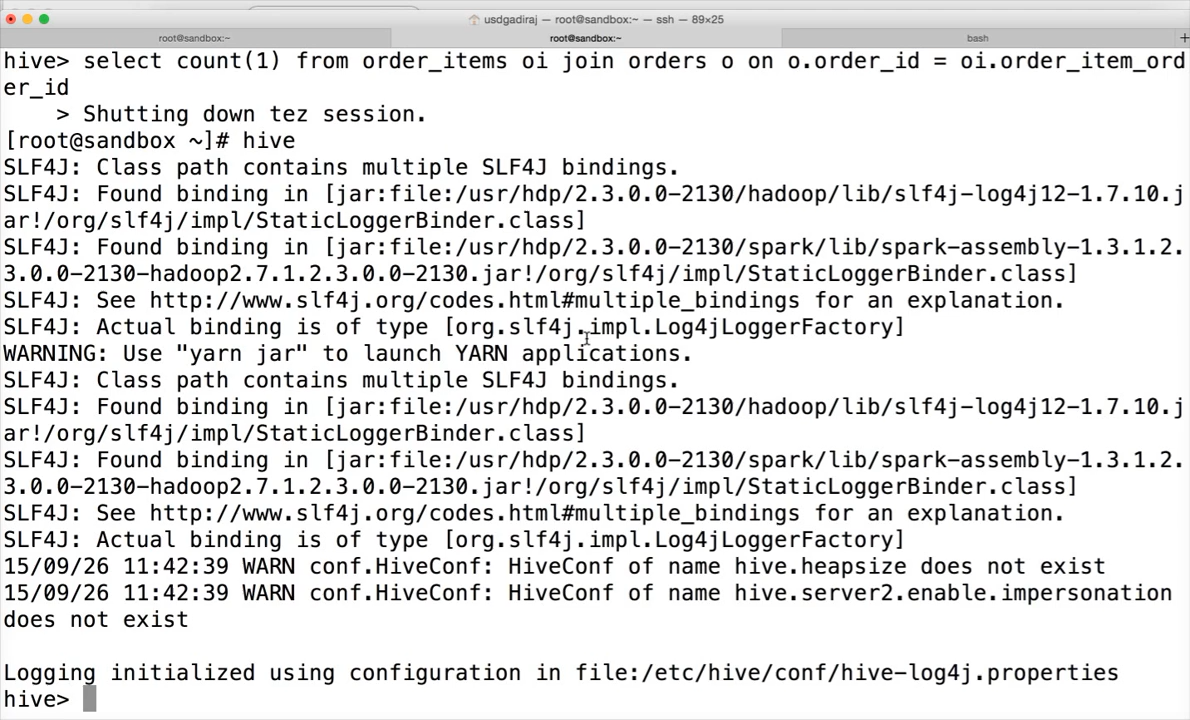 usdgadiraj — root@sandbox:~ — ssh — 89×25
root@sandbox:~ root@sandbox:~ bash +
hive> select count(1) from order_items oi join orders o on o.order_id = oi.order_item_ord
er_id
    > Shutting down tez session.
[root@sandbox ~]# hive
SLF4J: Class path contains multiple SLF4J bindings.
SLF4J: Found binding in [jar:file:/usr/hdp/2.3.0.0-2130/hadoop/lib/slf4j-log4j12-1.7.10.j
ar!/org/slf4j/impl/StaticLoggerBinder.class]
SLF4J: Found binding in [jar:file:/usr/hdp/2.3.0.0-2130/spark/lib/spark-assembly-1.3.1.2.
3.0.0-2130-hadoop2.7.1.2.3.0.0-2130.jar!/org/slf4j/impl/StaticLoggerBinder.class]
SLF4J: See http://www.slf4j.org/codes.html#multiple_bindings for an explanation.
SLF4J: Actual binding is of type [org.slf4j.impl.Log4jLoggerFactory]
WARNING: Use "yarn jar" to launch YARN applications.
SLF4J: Class path contains multiple SLF4J bindings.
SLF4J: Found binding in [jar:file:/usr/hdp/2.3.0.0-2130/hadoop/lib/slf4j-log4j12-1.7.10.j
ar!/org/slf4j/impl/StaticLoggerBinder.class]
SLF4J: Found binding in [jar:file:/usr/hdp/2.3.0.0-2130/spark/lib/spark-assembly-1.3.1.2.
3.0.0-2130-hadoop2.7.1.2.3.0.0-2130.jar!/org/slf4j/impl/StaticLoggerBinder.class]
SLF4J: See http://www.slf4j.org/codes.html#multiple_bindings for an explanation.
SLF4J: Actual binding is of type [org.slf4j.impl.Log4jLoggerFactory]
15/09/26 11:42:39 WARN conf.HiveConf: HiveConf of name hive.heapsize does not exist
15/09/26 11:42:39 WARN conf.HiveConf: HiveConf of name hive.server2.enable.impersonation
does not exist
Logging initialized using configuration in file:/etc/hive/conf/hive-log4j.properties
hive>